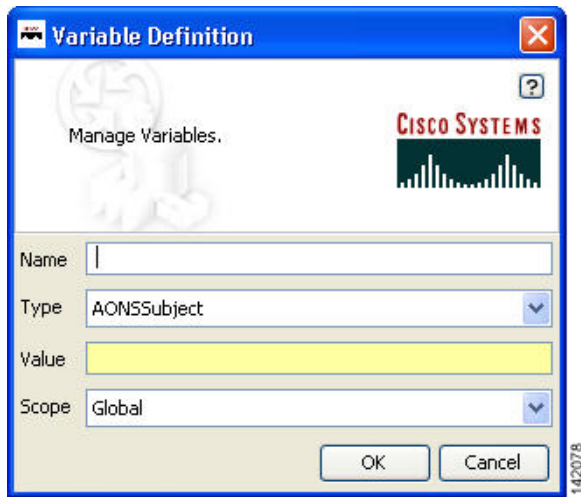 Variable Definition
?
Manage Variables.
CISCO SYSTEMS
Name
Type AONSSubject
Value
Scope Global
OK Cancel
142078